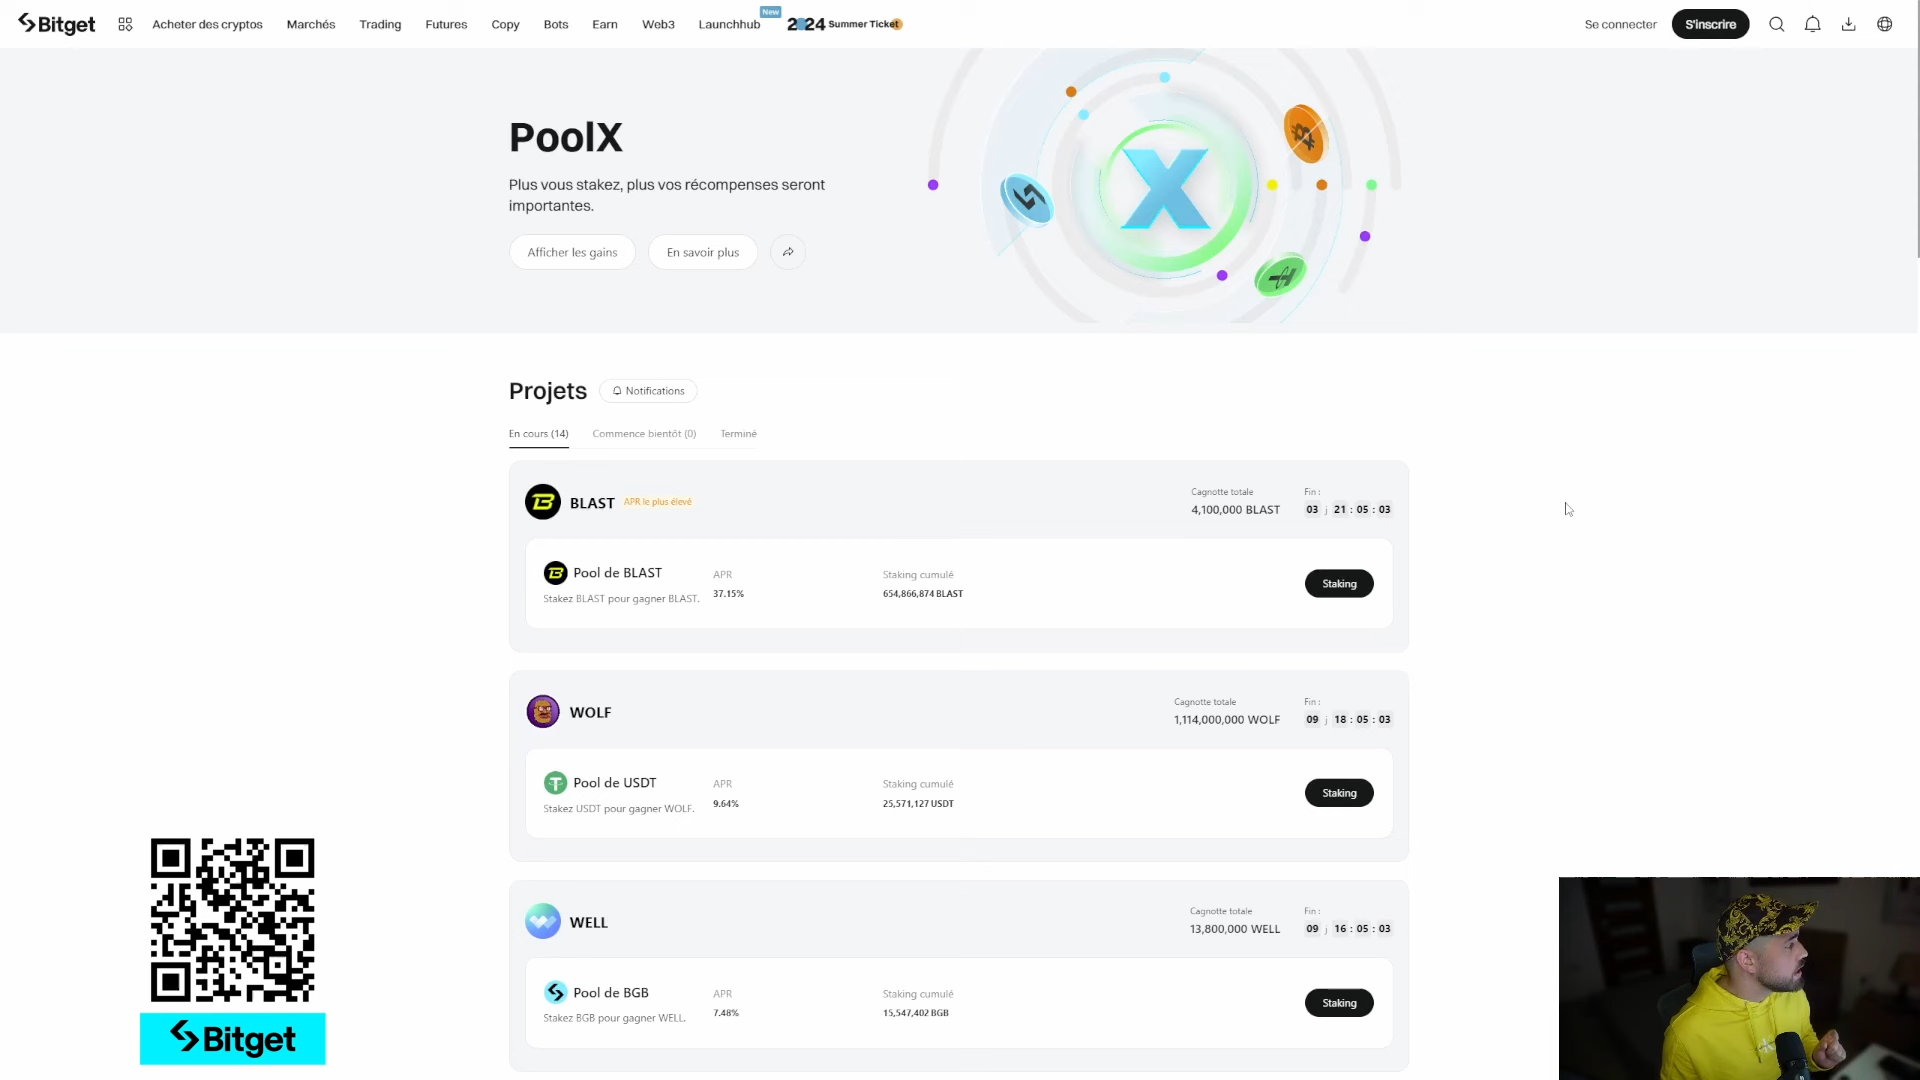 Bitget
Acheter des cryptos
Marchés
Trading
Futures
Copy
Bots
Earn
Web3
Launchhub
New
2024 Summer Ticket
Se connecter
S'inscrire
PoolX
Plus vous stakez, plus vos récompenses seront
importantes.
Afficher les gains
En savoir plus
Projets
Notifications
En cours (14)
Commence bientôt (0)
Terminé
BLAST
APR le plus élevé
Cagnotte totale
4,100,000 BLAST
Fin :
03 j 21 : 05 : 03
Pool de BLAST
Stakez BLAST pour gagner BLAST.
APR
37.15%
Staking cumulé
654,866,874 BLAST
Staking
WOLF
Cagnotte totale
1,114,000,000 WOLF
Fin :
09 j 18 : 05 : 03
Pool de USDT
Stakez USDT pour gagner WOLF.
APR
9.64%
Staking cumulé
25,571,127 USDT
Staking
WELL
Cagnotte totale
13,800,000 WELL
Fin :
09 j 16 : 05 : 03
Pool de BGB
Stakez BGB pour gagner WELL.
APR
7.48%
Staking cumulé
15,547,402 BGB
Staking
Bitget